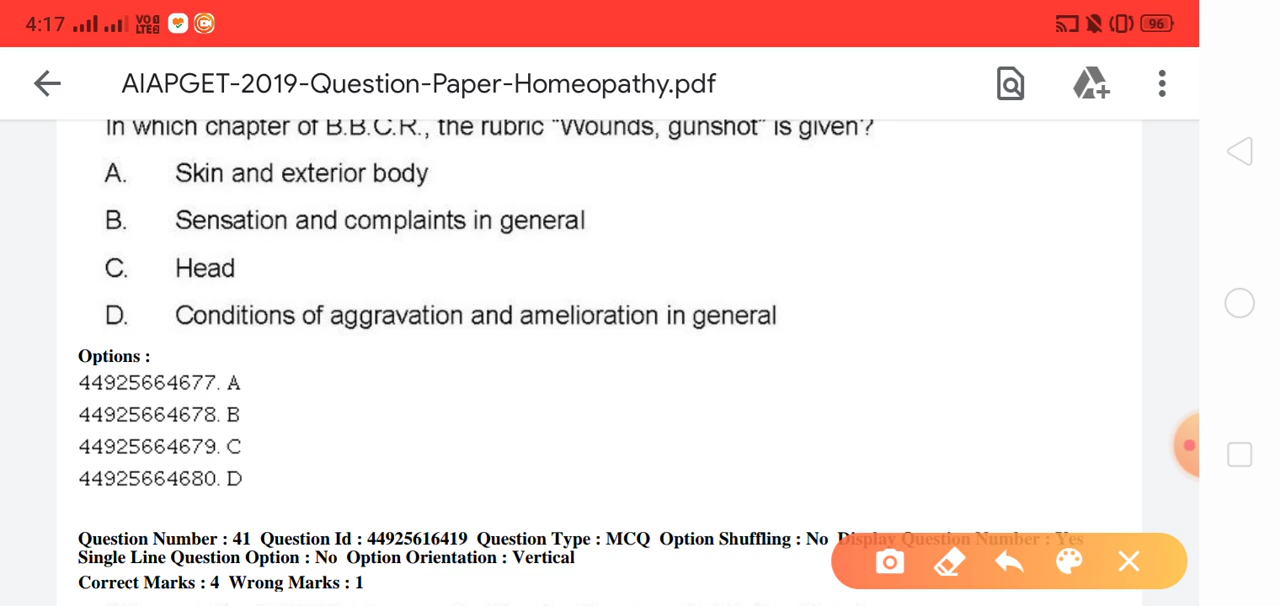 4:17 VO LTE 96
AIAPGET-2019-Question-Paper-Homeopathy.pdf
In which chapter of B.B.C.R., the rubric "Wounds, gunshot" is given?
A. Skin and exterior body
B. Sensation and complaints in general
C. Head
D. Conditions of aggravation and amelioration in general
Options :
44925664677. A
44925664678. B
44925664679. C
44925664680. D
Question Number : 41 Question Id : 44925616419 Question Type : MCQ Option Shuffling : No Display Question Number : Yes
Single Line Question Option : No Option Orientation : Vertical
Correct Marks : 4 Wrong Marks : 1